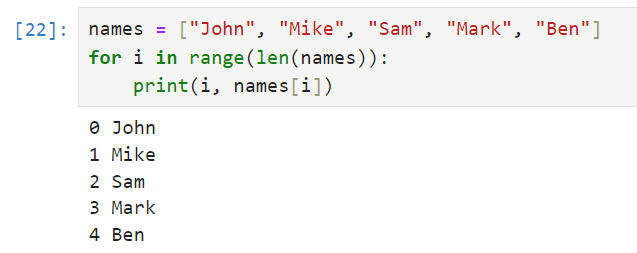 [22]: names = ["John", "Mike", "Sam", "Mark", "Ben"]
for i in range(len(names)):
    print(i, names[i])
0 John
1 Mike
2 Sam
3 Mark
4 Ben